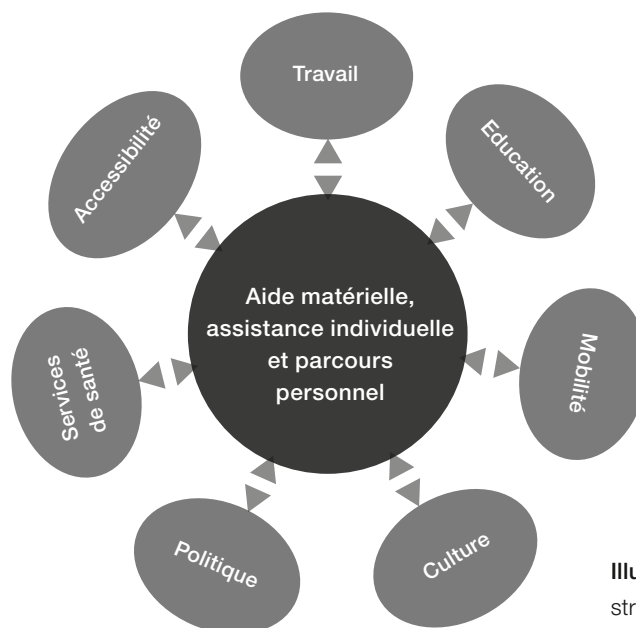 Travail
Education
Mobilité
Culture
Politique
Services
de santé
Accessibilité
Aide matérielle,
assistance individuelle
et parcours
personnel